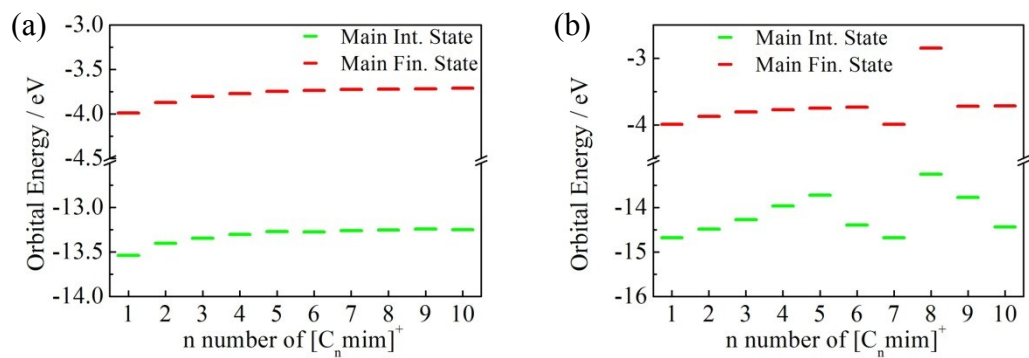 (a)
Main Int. State
Main Fin. State
Orbital Energy / eV
-3.0
-3.5
-4.0
-4.5
-13.0
-13.5
-14.0
1 2 3 4 5 6 7 8 9 10
n number of [Cnmim]+
(b)
Main Int. State
Main Fin. State
Orbital Energy / eV
-3
-4
-14
-15
-16
1 2 3 4 5 6 7 8 9 10
n number of [Cnmim]+